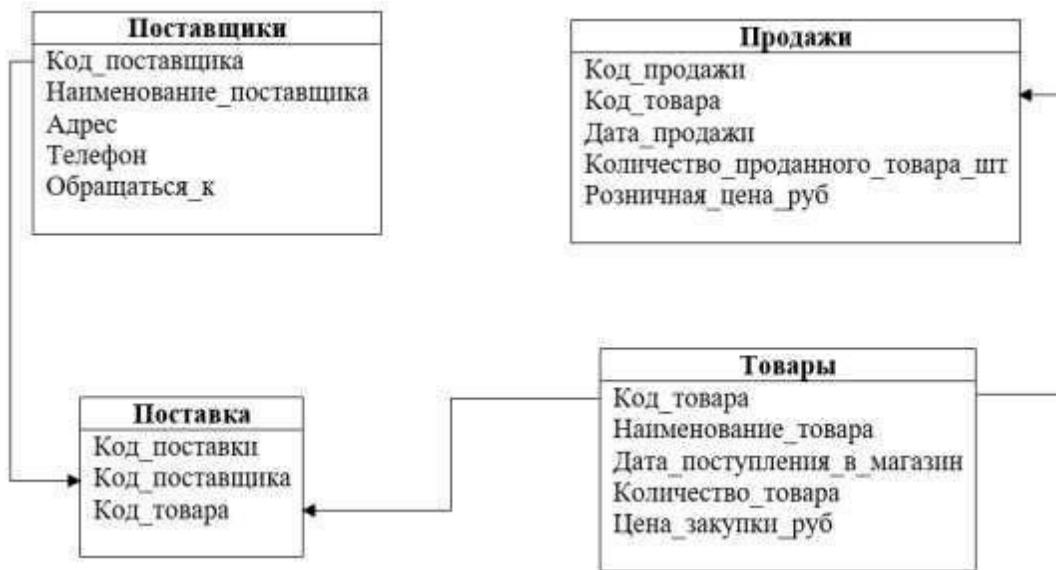 Поставщики
Код_поставщика
Наименование_поставщика
Адрес
Телефон
Обращаться_к
Продажи
Код_продажи
Код_товара
Дата_продажи
Количество_проданного_товара_шт
Розничная_цена_руб
Поставка
Код_поставки
Код_поставщика
Код_товара
Товары
Код_товара
Наименование_товара
Дата_поступления_в_магазин
Количество_товара
Цена_закупки_руб